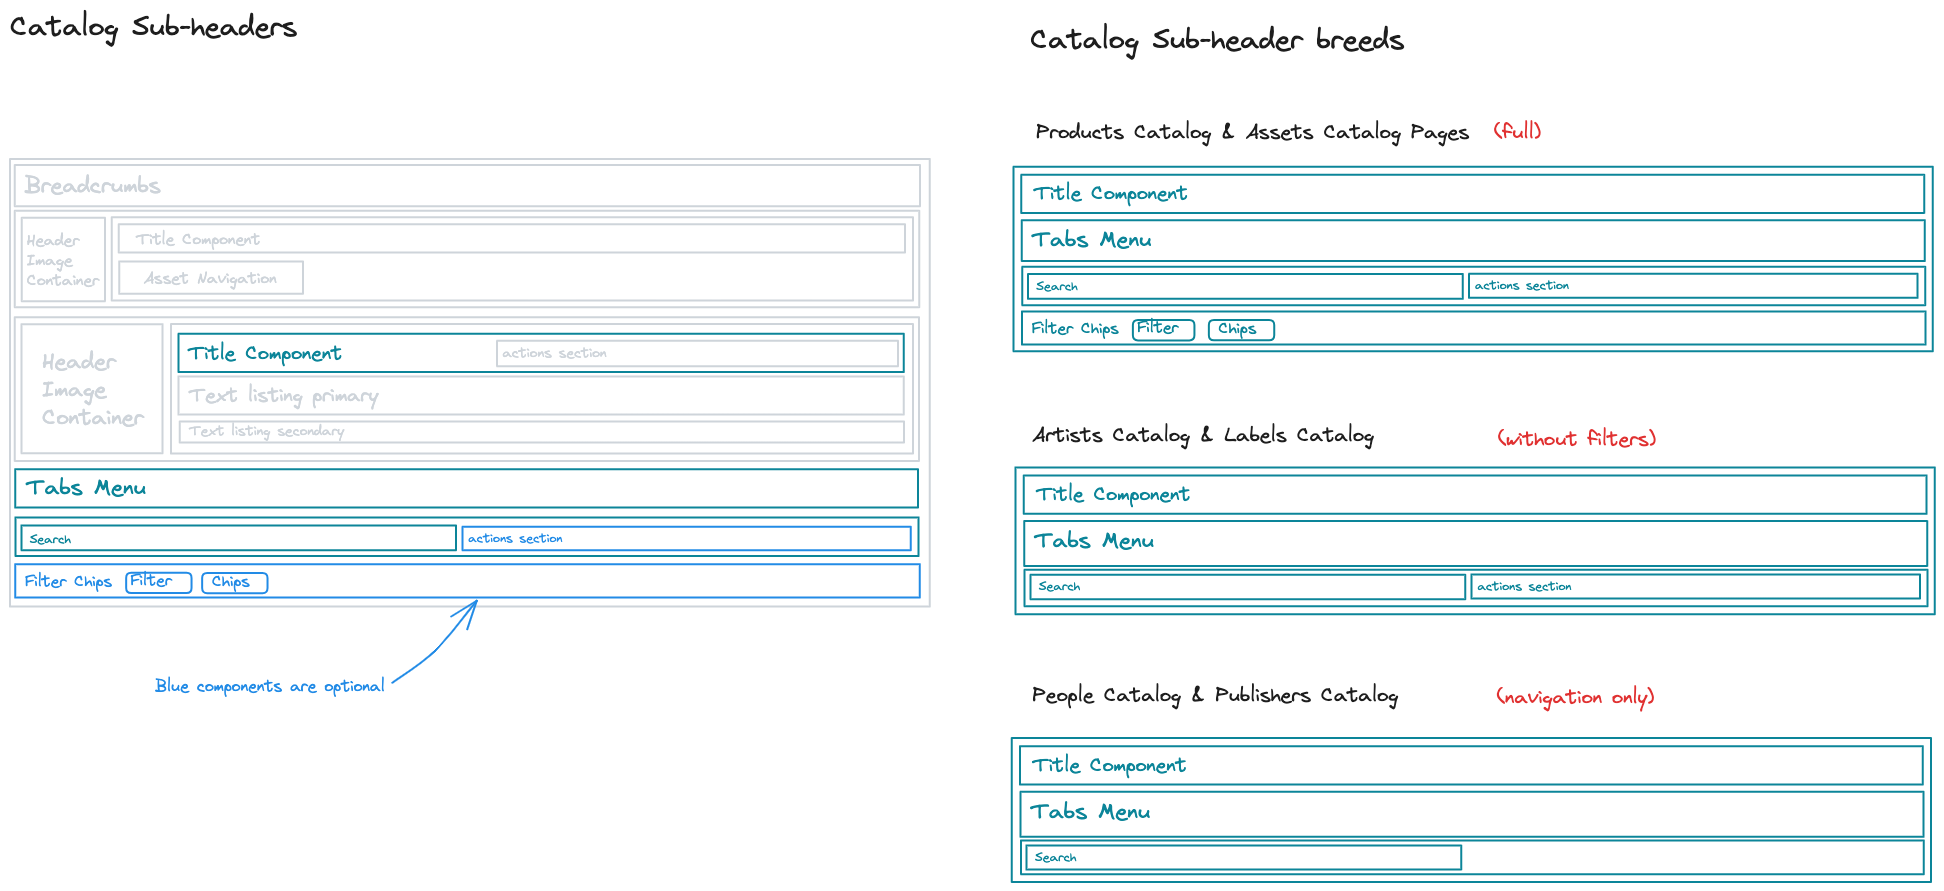 Catalog Sub-headers
Breadcrumbs
Header
Image
Container
Title Component
Asset Navigation
Header
Image
Container
Title Component
actions section
Text listing primary
Text listing secondary
Tabs Menu
Search
actions section
Filter Chips
Filter
Chips
Blue components are optional
Catalog Sub-header breeds
Products Catalog & Assets Catalog Pages
(full)
Title Component
Tabs Menu
Search
actions section
Filter Chips
Filter
Chips
Artists Catalog & Labels Catalog
(without filters)
Title Component
Tabs Menu
Search
actions section
People Catalog & Publishers Catalog
(navigation only)
Title Component
Tabs Menu
Search